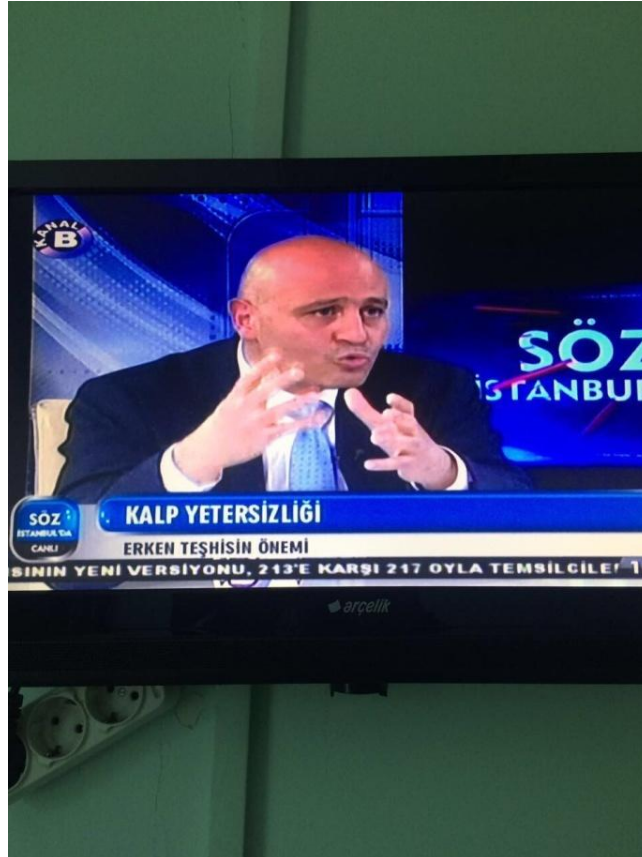 KANAL B
SÖZ
İSTANBUL
KALP YETERSİZLİĞİ
SÖZ
İSTANBUL'DA
CANLI
ERKEN TEŞHİSİN ÖNEMİ
SININ YENİ VERSİYONU, 213'E KARŞI 217 OYLA TEMSİLCİLE
arçelik